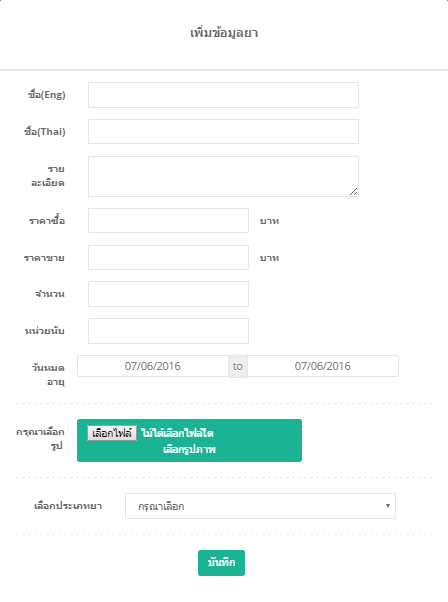 เพิ่มข้อมูลยา
ชื่อ(Eng)
ชื่อ(Thai)
ราย
ละเอียด
ราคาซื้อ
บาท
ราคาขาย
บาท
จำนวน
หน่วยนับ
วันหมด
อายุ
07/06/2016 to 07/06/2016
กรุณาเลือก
รูป
เลือกไฟล์ ไม่ได้เลือกไฟล์ใด
เลือกรูปภาพ
เลือกประเภทยา
กรุณาเลือก
บันทึก